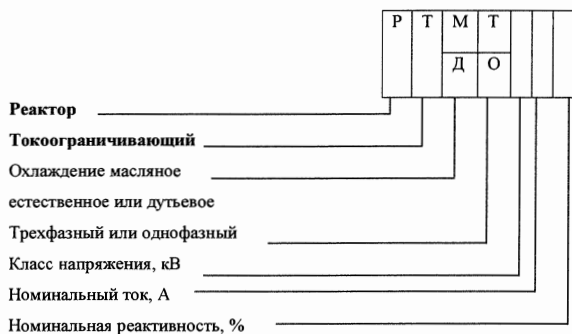 Р Т М Т
Д О
Реактор
Токоограничивающий
Охлаждение масляное
естественное или дутьевое
Трехфазный или однофазный
Класс напряжения, кВ
Номинальный ток, А
Номинальная реактивность, %